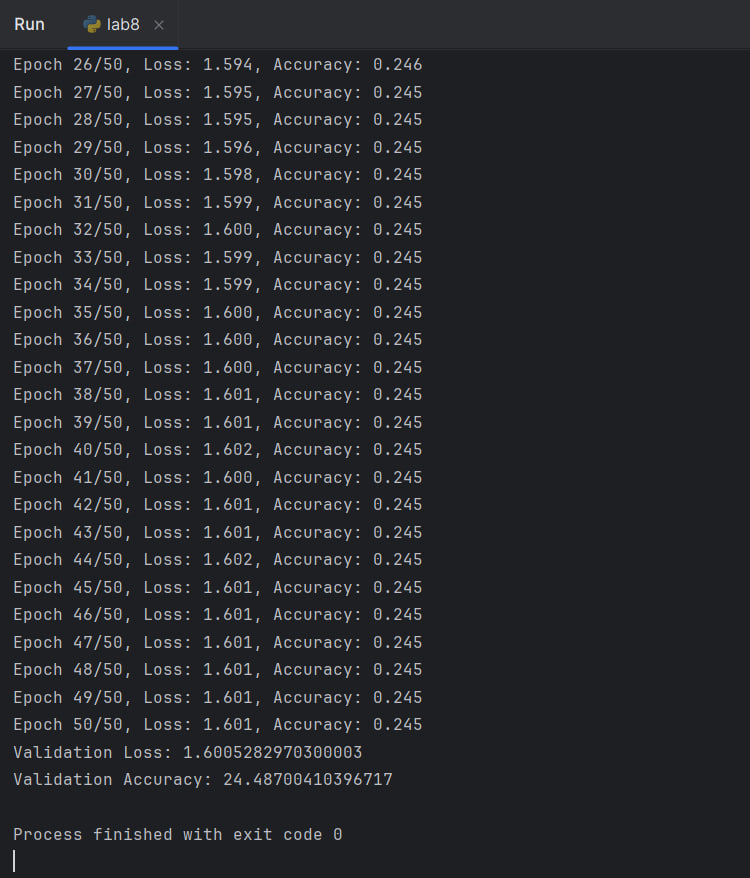 Run lab8
Epoch 26/50, Loss: 1.594, Accuracy: 0.246
Epoch 27/50, Loss: 1.595, Accuracy: 0.245
Epoch 28/50, Loss: 1.595, Accuracy: 0.245
Epoch 29/50, Loss: 1.596, Accuracy: 0.245
Epoch 30/50, Loss: 1.598, Accuracy: 0.245
Epoch 31/50, Loss: 1.599, Accuracy: 0.245
Epoch 32/50, Loss: 1.600, Accuracy: 0.245
Epoch 33/50, Loss: 1.599, Accuracy: 0.245
Epoch 34/50, Loss: 1.599, Accuracy: 0.245
Epoch 35/50, Loss: 1.600, Accuracy: 0.245
Epoch 36/50, Loss: 1.600, Accuracy: 0.245
Epoch 37/50, Loss: 1.600, Accuracy: 0.245
Epoch 38/50, Loss: 1.601, Accuracy: 0.245
Epoch 39/50, Loss: 1.601, Accuracy: 0.245
Epoch 40/50, Loss: 1.602, Accuracy: 0.245
Epoch 41/50, Loss: 1.600, Accuracy: 0.245
Epoch 42/50, Loss: 1.601, Accuracy: 0.245
Epoch 43/50, Loss: 1.601, Accuracy: 0.245
Epoch 44/50, Loss: 1.602, Accuracy: 0.245
Epoch 45/50, Loss: 1.601, Accuracy: 0.245
Epoch 46/50, Loss: 1.601, Accuracy: 0.245
Epoch 47/50, Loss: 1.601, Accuracy: 0.245
Epoch 48/50, Loss: 1.601, Accuracy: 0.245
Epoch 49/50, Loss: 1.601, Accuracy: 0.245
Epoch 50/50, Loss: 1.601, Accuracy: 0.245
Validation Loss: 1.6005282970300003
Validation Accuracy: 24.48700410396717
Process finished with exit code 0